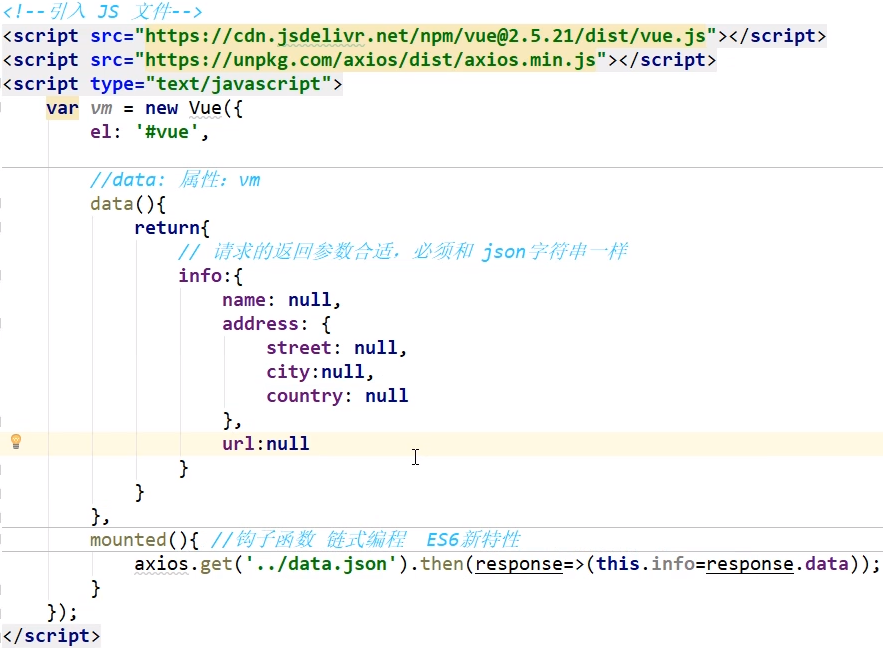 <!--引入 JS 文件-->
<script src="https://cdn.jsdelivr.net/npm/vue@2.5.21/dist/vue.js"></script>
<script src="https://unpkg.com/axios/dist/axios.min.js"></script>
<script type="text/javascript">
    var vm = new Vue({
        el: '#vue',

        //data: 属性：vm
        data(){
            return{
                // 请求的返回参数合适，必须和 json字符串一样
                info:{
                    name: null,
                    address: {
                        street: null,
                        city:null,
                        country: null
                    },
                    url:null
                }
            }
        },
        mounted(){ //钩子函数 链式编程  ES6新特性
            axios.get('../data.json').then(response=>(this.info=response.data));
        }
    });
</script>